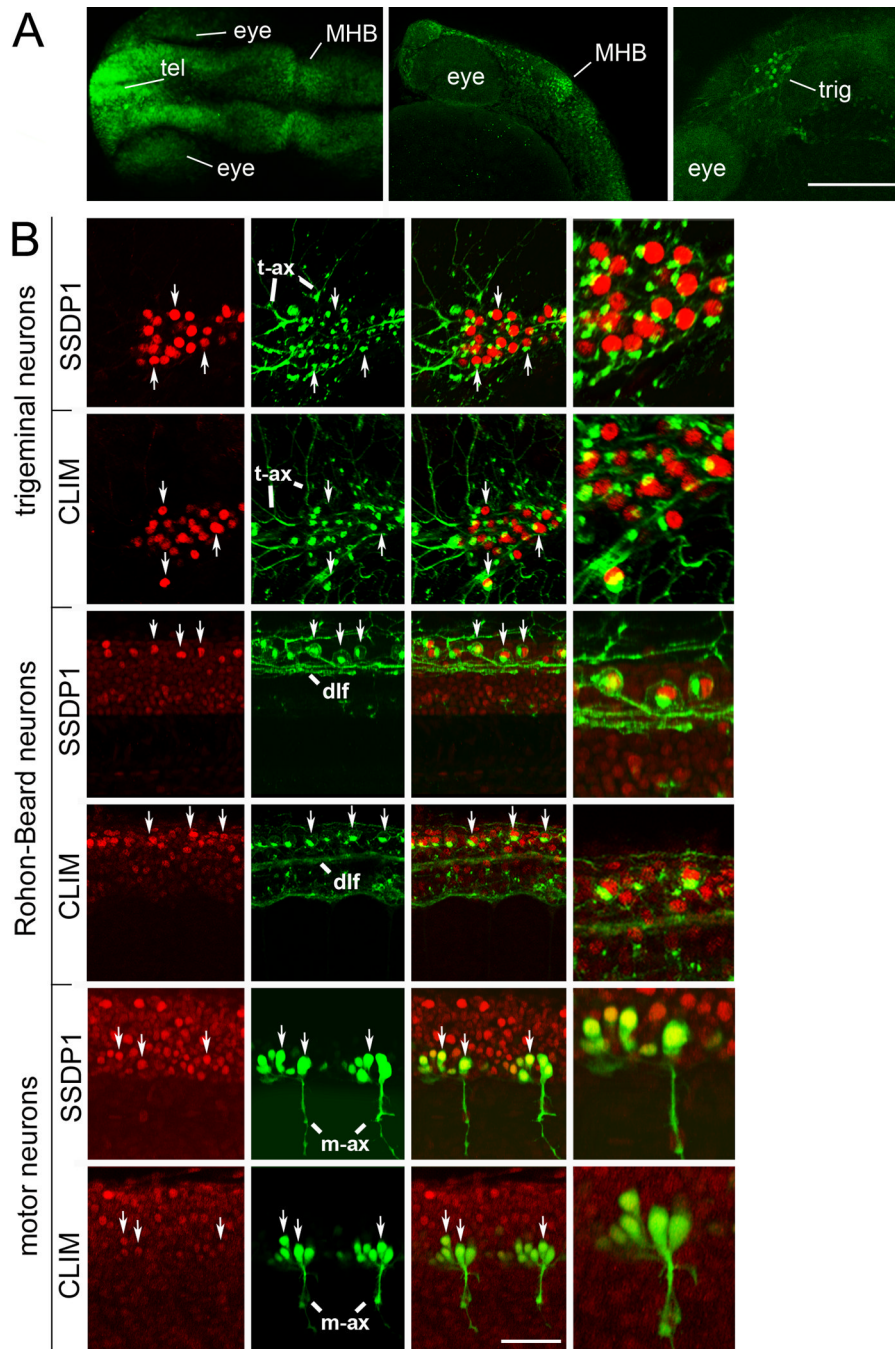 A
eye
MHB
tel
eye
eye
MHB
trig
eye
B
trigeminal neurons
SSDP1
t-ax
CLIM
t-ax
Rohon-Beard neurons
SSDP1
dlf
CLIM
dlf
motor neurons
SSDP1
m-ax
CLIM
m-ax